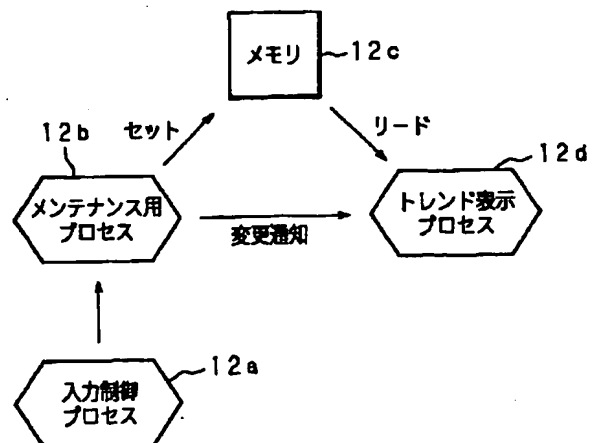 メモリ
12c
12b
セット
リード
12d
メンテナンス用
プロセス
変更通知
トレンド表示
プロセス
12a
入力制御
プロセス